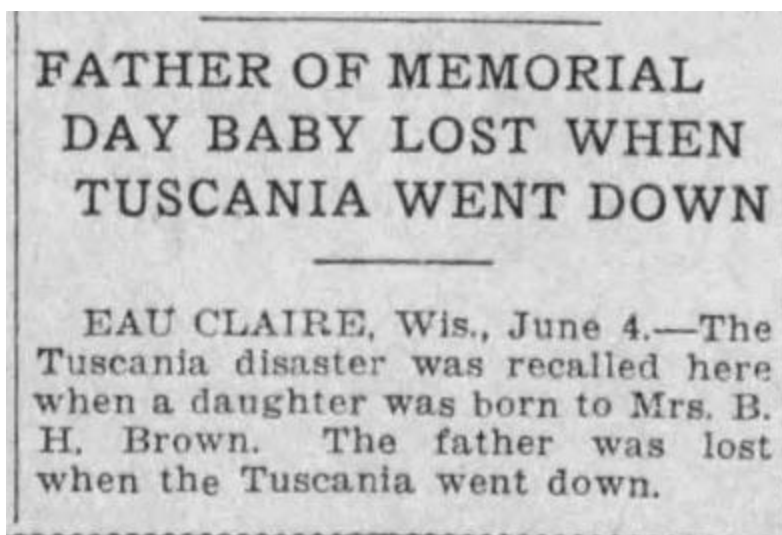 FATHER OF MEMORIAL
DAY BABY LOST WHEN
TUSCANIA WENT DOWN
EAU CLAIRE, Wis., June 4.—The
Tuscania disaster was recalled here
when a daughter was born to Mrs. B.
H. Brown. The father was lost
when the Tuscania went down.